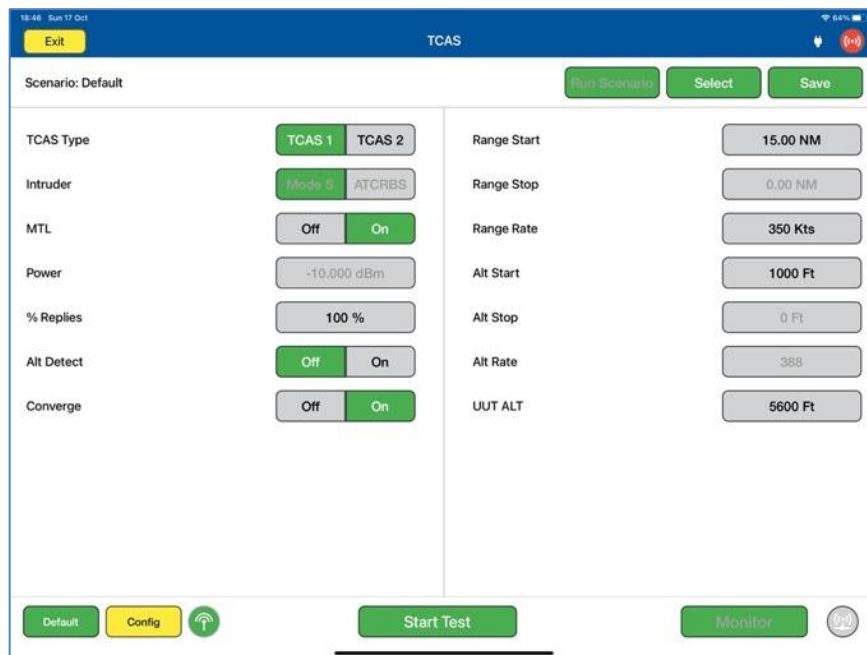 18:46 Sun 17 Oct
64%
Exit
TCAS
Scenario: Default
Run Scenario
Select
Save
TCAS Type
TCAS 1
TCAS 2
Intruder
Mode S
ATCRBS
MTL
Off
On
Power
-10.000 dBm
% Replies
100 %
Alt Detect
Off
On
Converge
Off
On
Range Start
15.00 NM
Range Stop
0.00 NM
Range Rate
350 Kts
Alt Start
1000 Ft
Alt Stop
0 Ft
Alt Rate
388
UUT ALT
5600 Ft
Default
Config
Start Test
Monitor